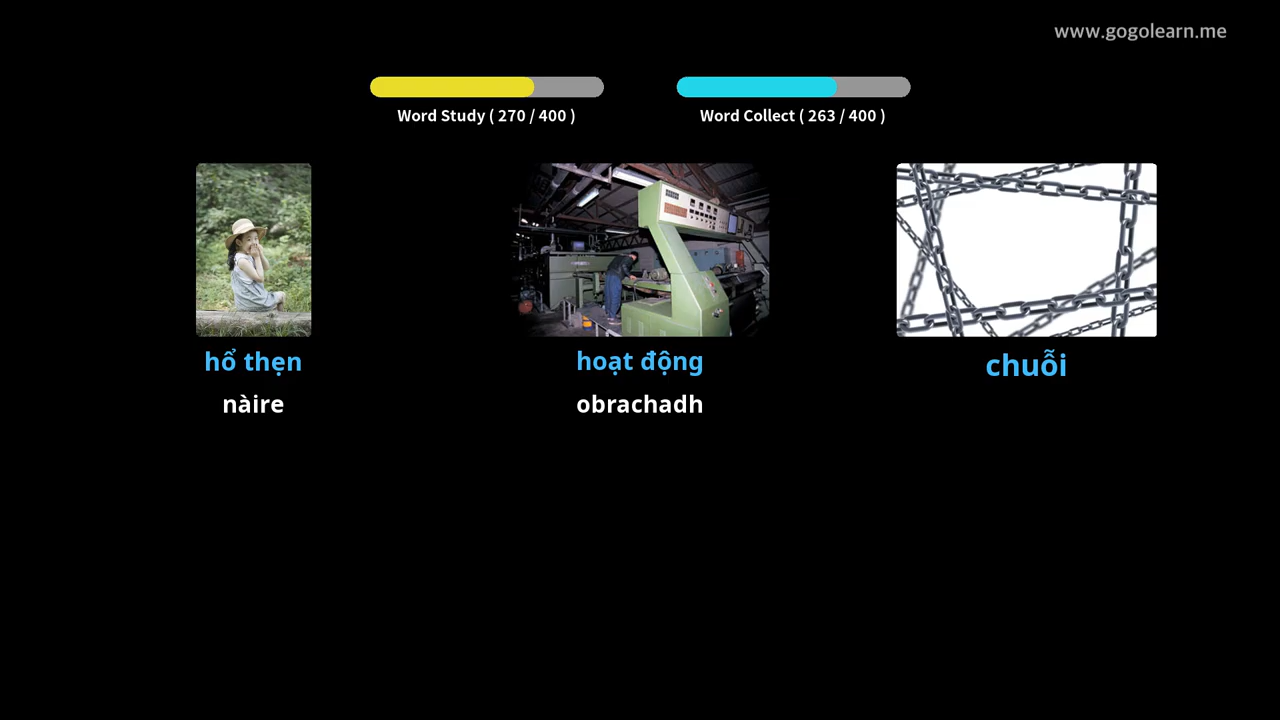 www.gogolearn.me
Word Study ( 270 / 400 )
Word Collect ( 263 / 400 )
hổ thẹn
hoạt động
chuỗi
nàire
obrachadh